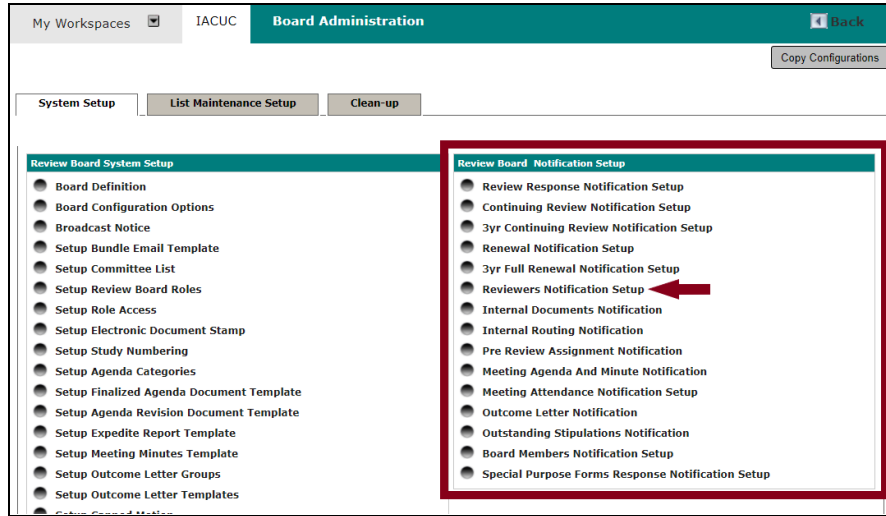 My Workspaces IACUC Board Administration Back
Copy Configurations
System Setup List Maintenance Setup Clean-up
Review Board System Setup
Board Definition
Board Configuration Options
Broadcast Notice
Setup Bundle Email Template
Setup Committee List
Setup Review Board Roles
Setup Role Access
Setup Electronic Document Stamp
Setup Study Numbering
Setup Agenda Categories
Setup Finalized Agenda Document Template
Setup Agenda Revision Document Template
Setup Expedite Report Template
Setup Meeting Minutes Template
Setup Outcome Letter Groups
Setup Outcome Letter Templates
Review Board Notification Setup
Review Response Notification Setup
Continuing Review Notification Setup
3yr Continuing Review Notification Setup
Renewal Notification Setup
3yr Full Renewal Notification Setup
Reviewers Notification Setup
Internal Documents Notification
Internal Routing Notification
Pre Review Assignment Notification
Meeting Agenda And Minute Notification
Meeting Attendance Notification Setup
Outcome Letter Notification
Outstanding Stipulations Notification
Board Members Notification Setup
Special Purpose Forms Response Notification Setup